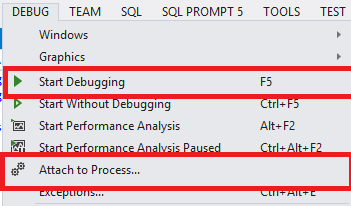 DEBUG TEAM SQL SQL PROMPT 5 TOOLS TEST
Windows
Graphics
Start Debugging F5
Start Without Debugging Ctrl+F5
Start Performance Analysis Alt+F2
Start Performance Analysis Paused Ctrl+Alt+F2
Attach to Process...
Exceptions... Ctrl+Alt+E